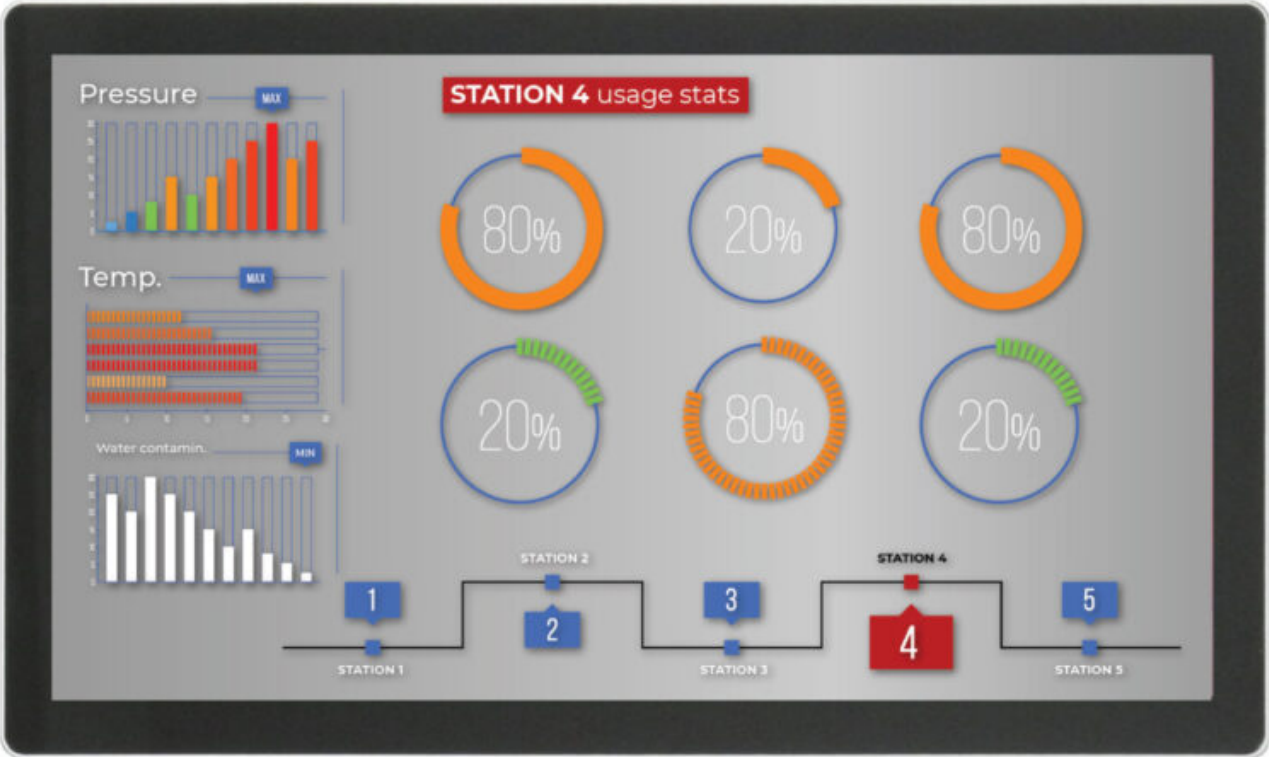 Pressure
MAX
STATION 4 usage stats
80%
20%
80%
Temp.
MAX
20%
80%
20%
Water contamin.
MIN
STATION 2
STATION 4
1
2
3
4
5
STATION 1
STATION 3
STATION 5